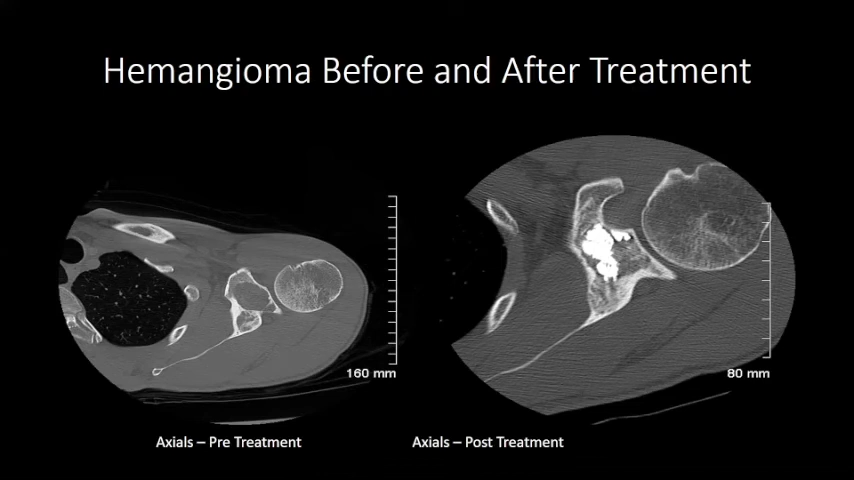 Hemangioma Before and After Treatment
160 mm
80 mm
Axials – Pre Treatment
Axials – Post Treatment